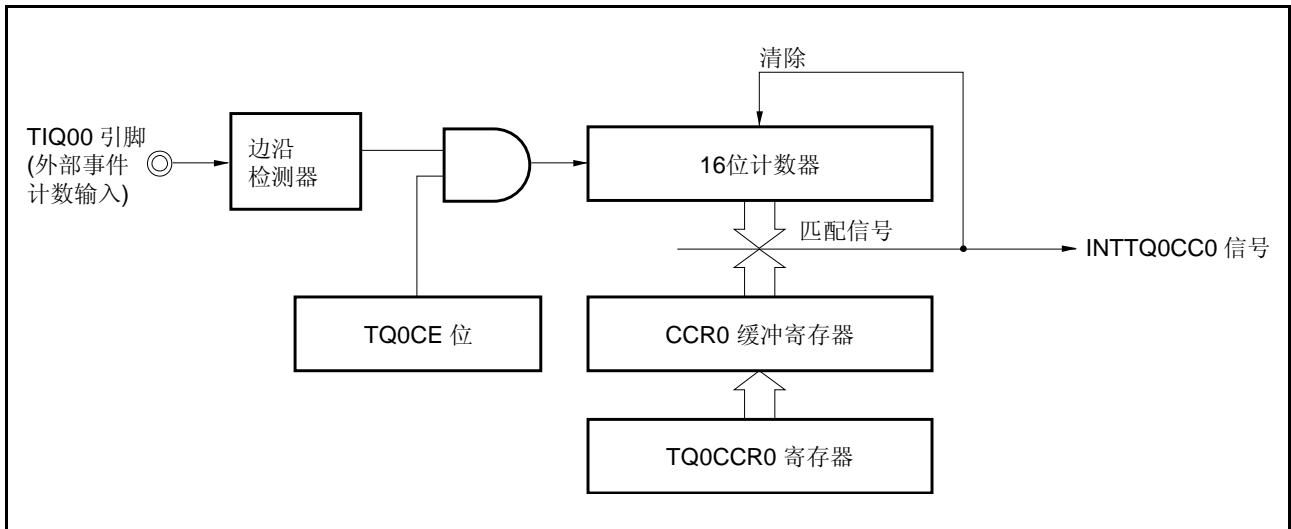 清除
TIQ00 引脚
(外部事件
计数输入)
边沿
检测器
16位计数器
匹配信号
INTTQ0CC0 信号
TQ0CE 位
CCR0 缓冲寄存器
TQ0CCR0 寄存器